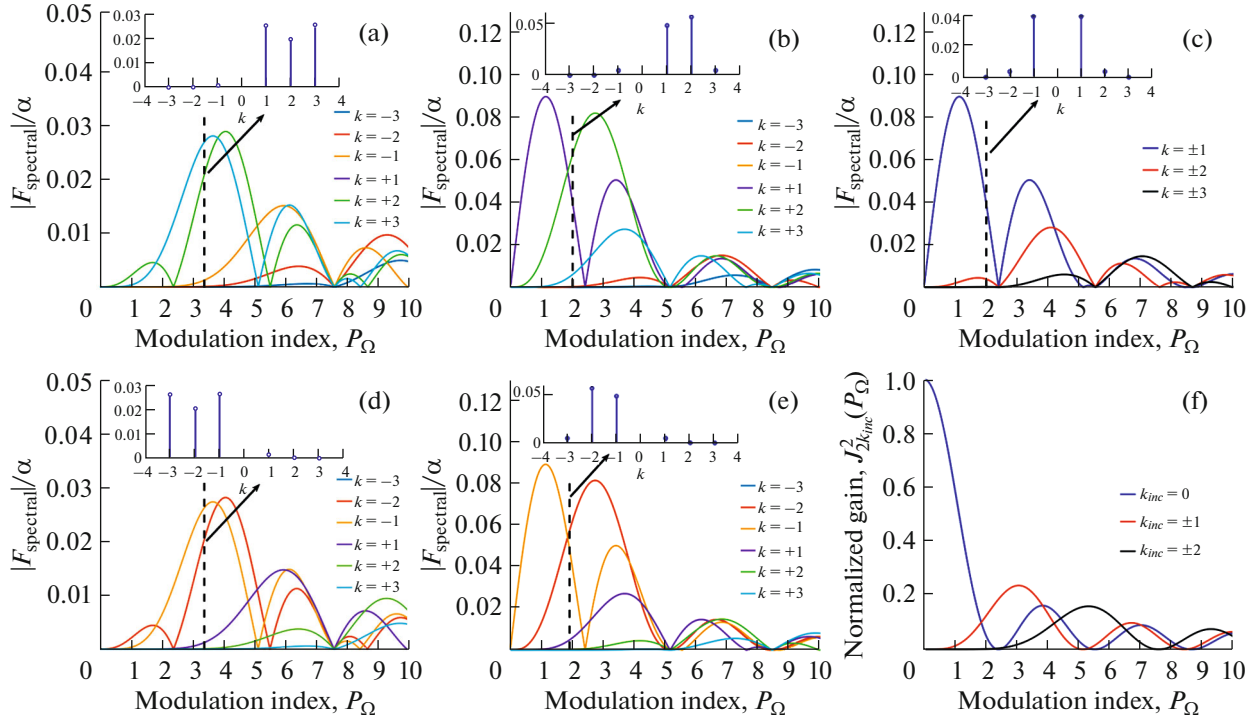 (a)
0.05
0.04
0.03
0.02
0.01
0
1
2
3
4
5
6
7
8
9
10
|F_spectral|/α
Modulation index, P_Ω
0.03
0.02
0.01
0
−4 −3 −2 −1 0 1 2 3 4
k
k = −3
k = −2
k = −1
k = +1
k = +2
k = +3
(b)
0.12
0.10
0.08
0.06
0.04
0.02
0 1 2 3 4 5 6 7 8 9 10
|F_spectral|/α
Modulation index, P_Ω
0.05
0
−4 −3 −2 −1 0 1 2 3 4
k
k = −3
k = −2
k = −1
k = +1
k = +2
k = +3
(c)
0.12
0.10
0.08
0.06
0.04
0.02
0 1 2 3 4 5 6 7 8 9 10
|F_spectral|/α
Modulation index, P_Ω
0.04
0.02
0
−4 −3 −2 −1 0 1 2 3 4
k
k = ±1
k = ±2
k = ±3
(d)
0.05
0.04
0.03
0.02
0.01
0 1 2 3 4 5 6 7 8 9 10
|F_spectral|/α
Modulation index, P_Ω
0.03
0.02
0.01
0
−4 −3 −2 −1 0 1 2 3 4
k
k = −3
k = −2
k = −1
k = +1
k = +2
k = +3
(e)
0.12
0.10
0.08
0.06
0.04
0.02
0 1 2 3 4 5 6 7 8 9 10
|F_spectral|/α
Modulation index, P_Ω
0.05
0
−4 −3 −2 −1 0 1 2 3 4
k
k = −3
k = −2
k = −1
k = +1
k = +2
k = +3
(f)
1.0
0.8
0.6
0.4
0.2
0 1 2 3 4 5 6 7 8 9 10
Normalized gain, J²_2k_inc(P_Ω)
Modulation index, P_Ω
k_inc = 0
k_inc = ±1
k_inc = ±2